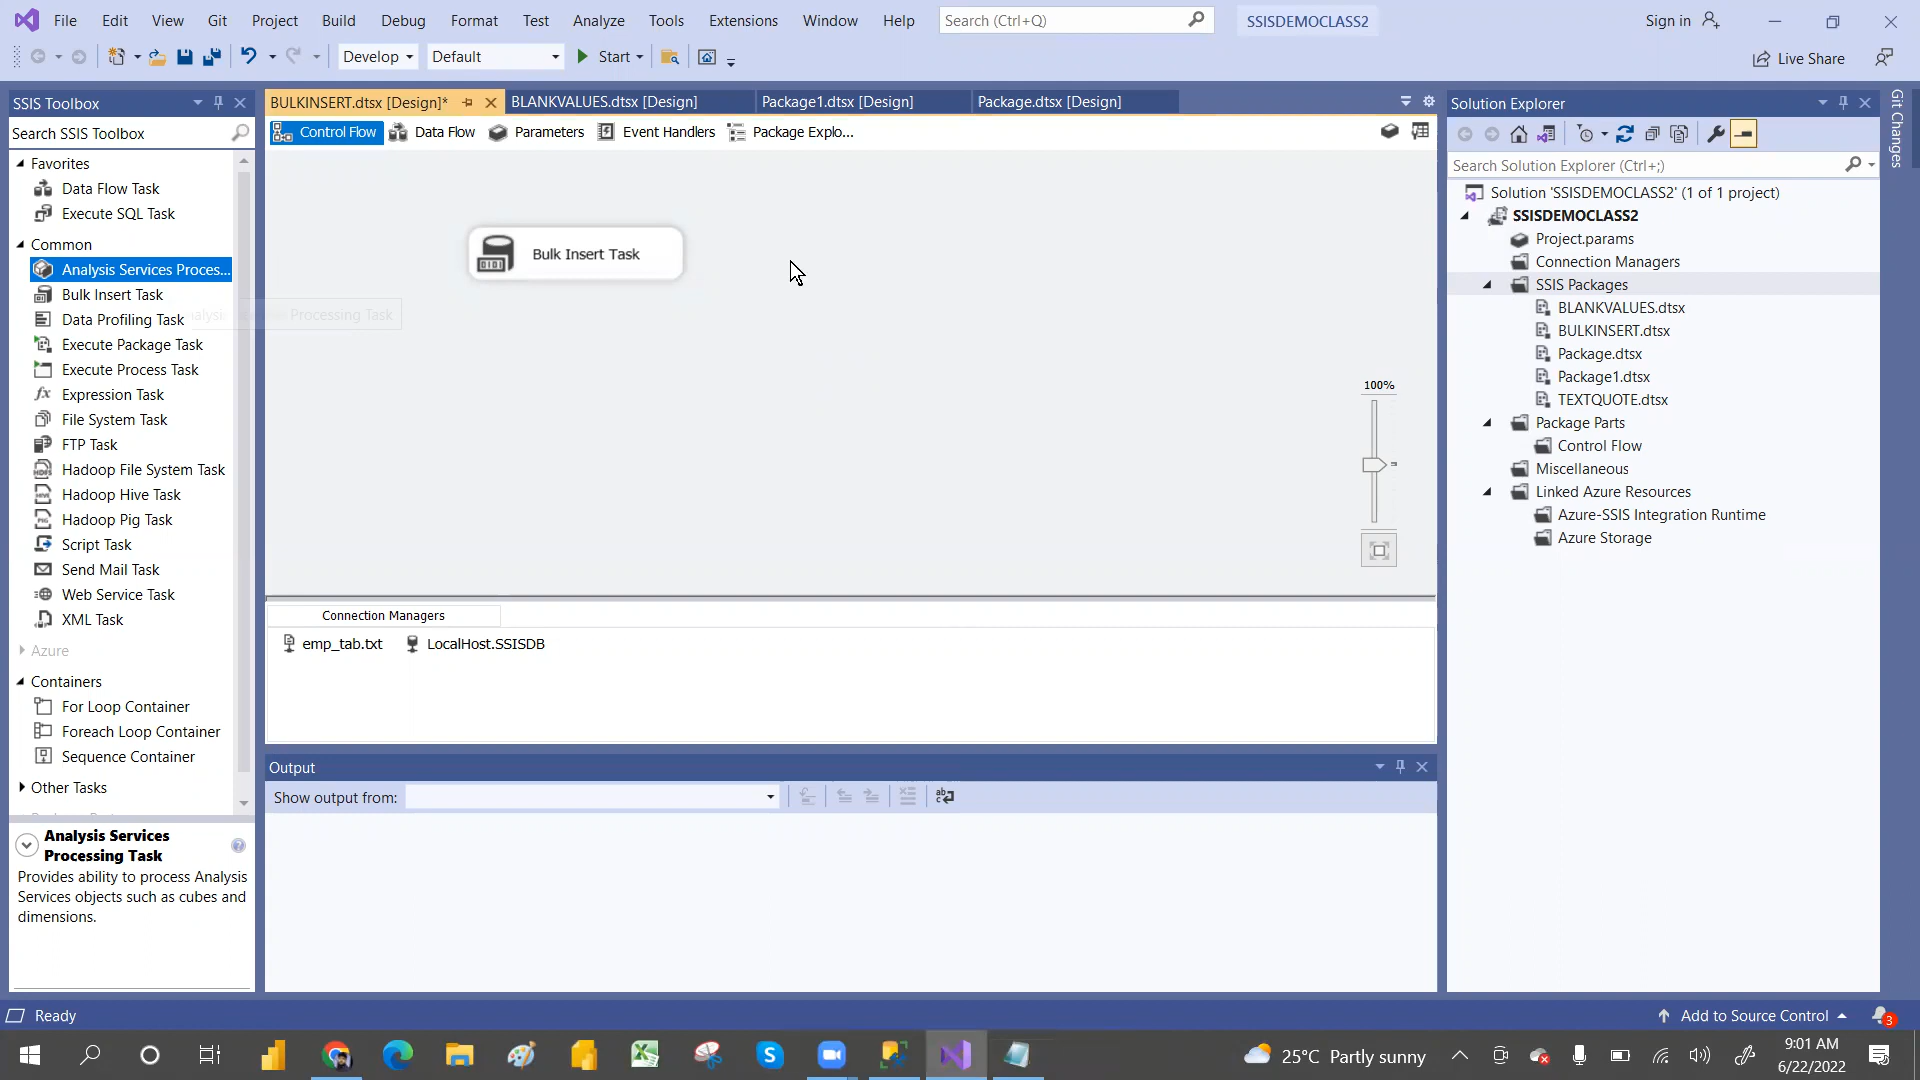 File Edit View Git Project Build Debug Format Test Analyze Tools Extensions Window Help Search (Ctrl+Q) SSISDEMOCLASS2 Sign in
Develop Default Start Live Share
SSIS Toolbox
Search SSIS Toolbox
Favorites
Data Flow Task
Execute SQL Task
Common
Analysis Services Proces...
Bulk Insert Task
Data Profiling Task
Processing Task
Execute Package Task
Execute Process Task
Expression Task
File System Task
FTP Task
Hadoop File System Task
Hadoop Hive Task
Hadoop Pig Task
Script Task
Send Mail Task
Web Service Task
XML Task
Azure
Containers
For Loop Container
Foreach Loop Container
Sequence Container
Other Tasks
Analysis Services
Processing Task
Provides ability to process Analysis
Services objects such as cubes and
dimensions.
BULKINSERT.dtsx [Design]* BLANKVALUES.dtsx [Design] Package1.dtsx [Design] Package.dtsx [Design]
Control Flow Data Flow Parameters Event Handlers Package Explo...
Bulk Insert Task
100%
Connection Managers
emp_tab.txt LocalHost.SSISDB
Output
Show output from:
Solution Explorer
Search Solution Explorer (Ctrl+;)
Solution 'SSISDEMOCLASS2' (1 of 1 project)
SSISDEMOCLASS2
Project.params
Connection Managers
SSIS Packages
BLANKVALUES.dtsx
BULKINSERT.dtsx
Package.dtsx
Package1.dtsx
TEXTQUOTE.dtsx
Package Parts
Control Flow
Miscellaneous
Linked Azure Resources
Azure-SSIS Integration Runtime
Azure Storage
Git Changes
Ready Add to Source Control 3
25°C Partly sunny 9:01 AM
6/22/2022